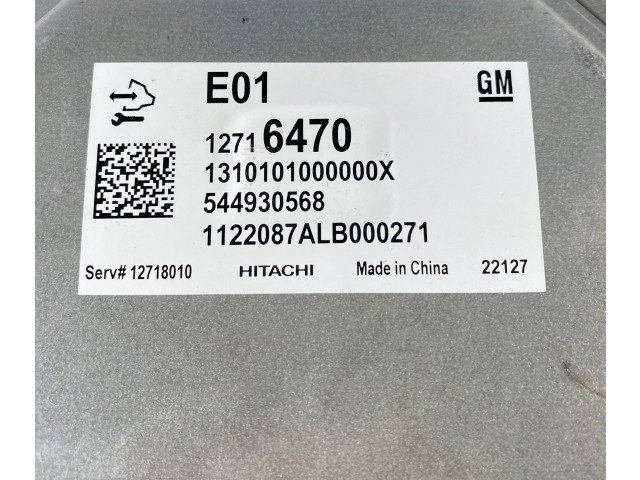 E01
GM
12716470
1310101000000X
544930568
1122087ALB000271
Serv# 12718010 HITACHI Made in China 22127